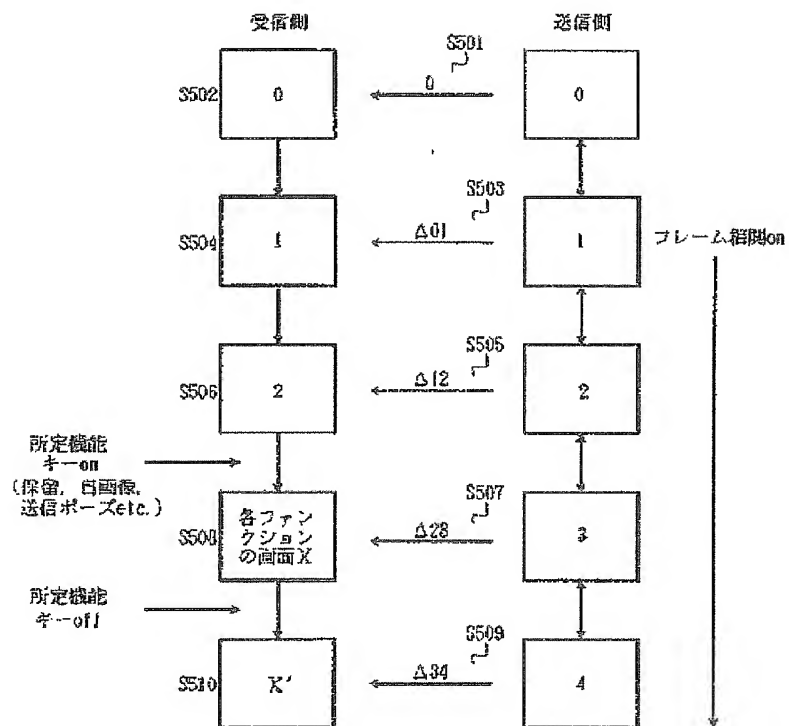 受信側
送信側
S501
S502
0
0
0
S503
S504
1
Δ01
1
フレーム相関on
S505
S506
2
Δ12
2
所定機能
キーon
(保留, 自画像,
送信ポーズetc.)
S507
S508
各ファン
クション
の画面X
Δ23
3
所定機能
キーoff
S509
S510
X'
Δ34
4